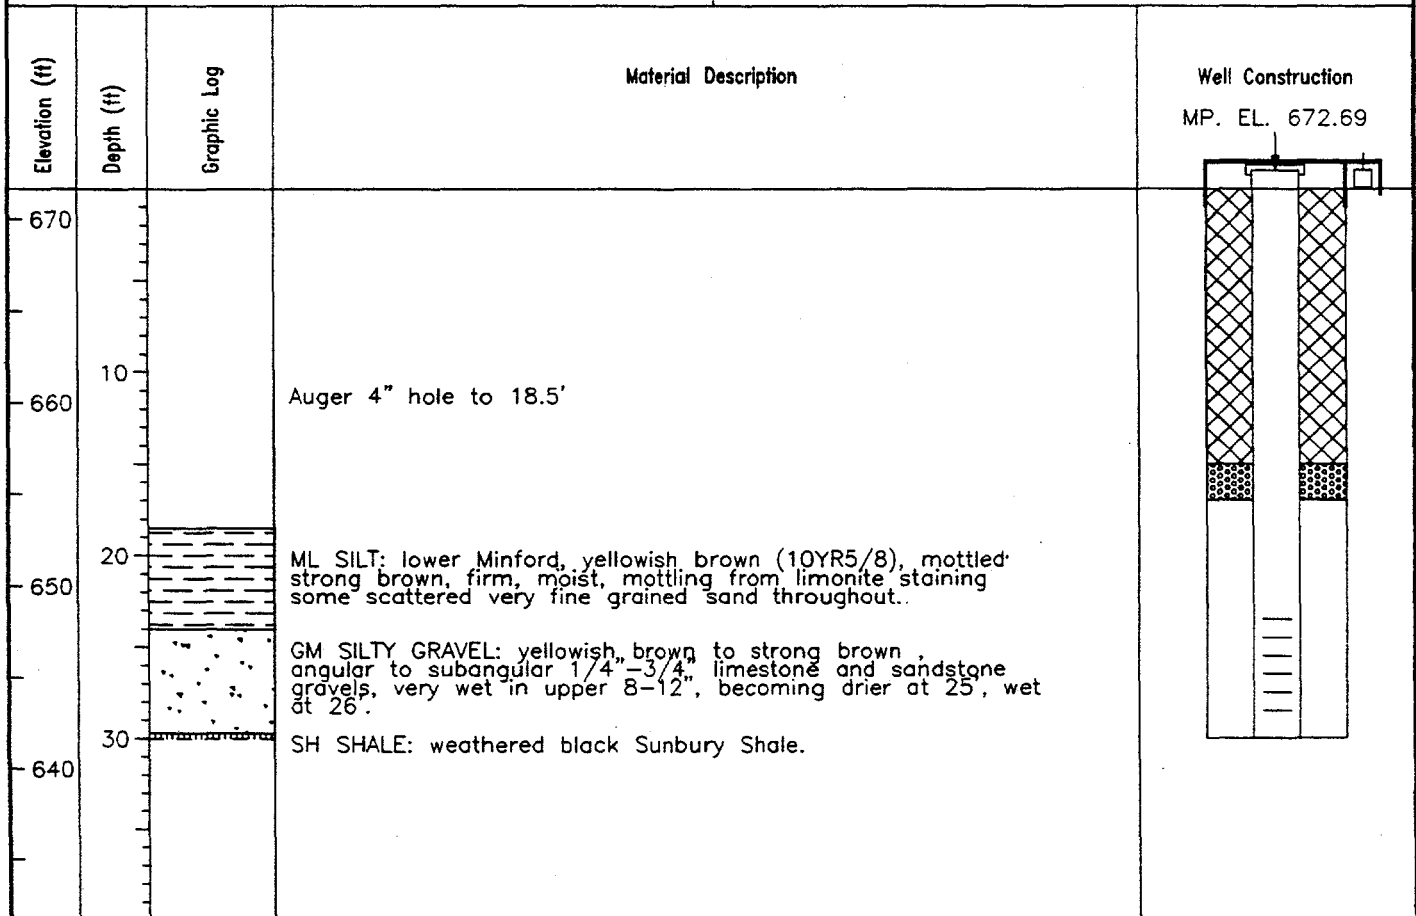 Elevation (ft)
Depth (ft)
Graphic Log
Material Description
Well Construction
MP. EL. 672.69
670
10
Auger 4" hole to 18.5'
660
20
ML SILT: lower Minford, yellowish brown (10YR5/8), mottled
strong brown, firm, moist, mottling from limonite staining
some scattered very fine grained sand throughout..
650
GM SILTY GRAVEL: yellowish brown to strong brown ,
angular to subangular 1/4"-3/4" limestone and sandstone
gravels, very wet in upper 8-12", becoming drier at 25', wet
at 26'.
30
SH SHALE: weathered black Sunbury Shale.
640